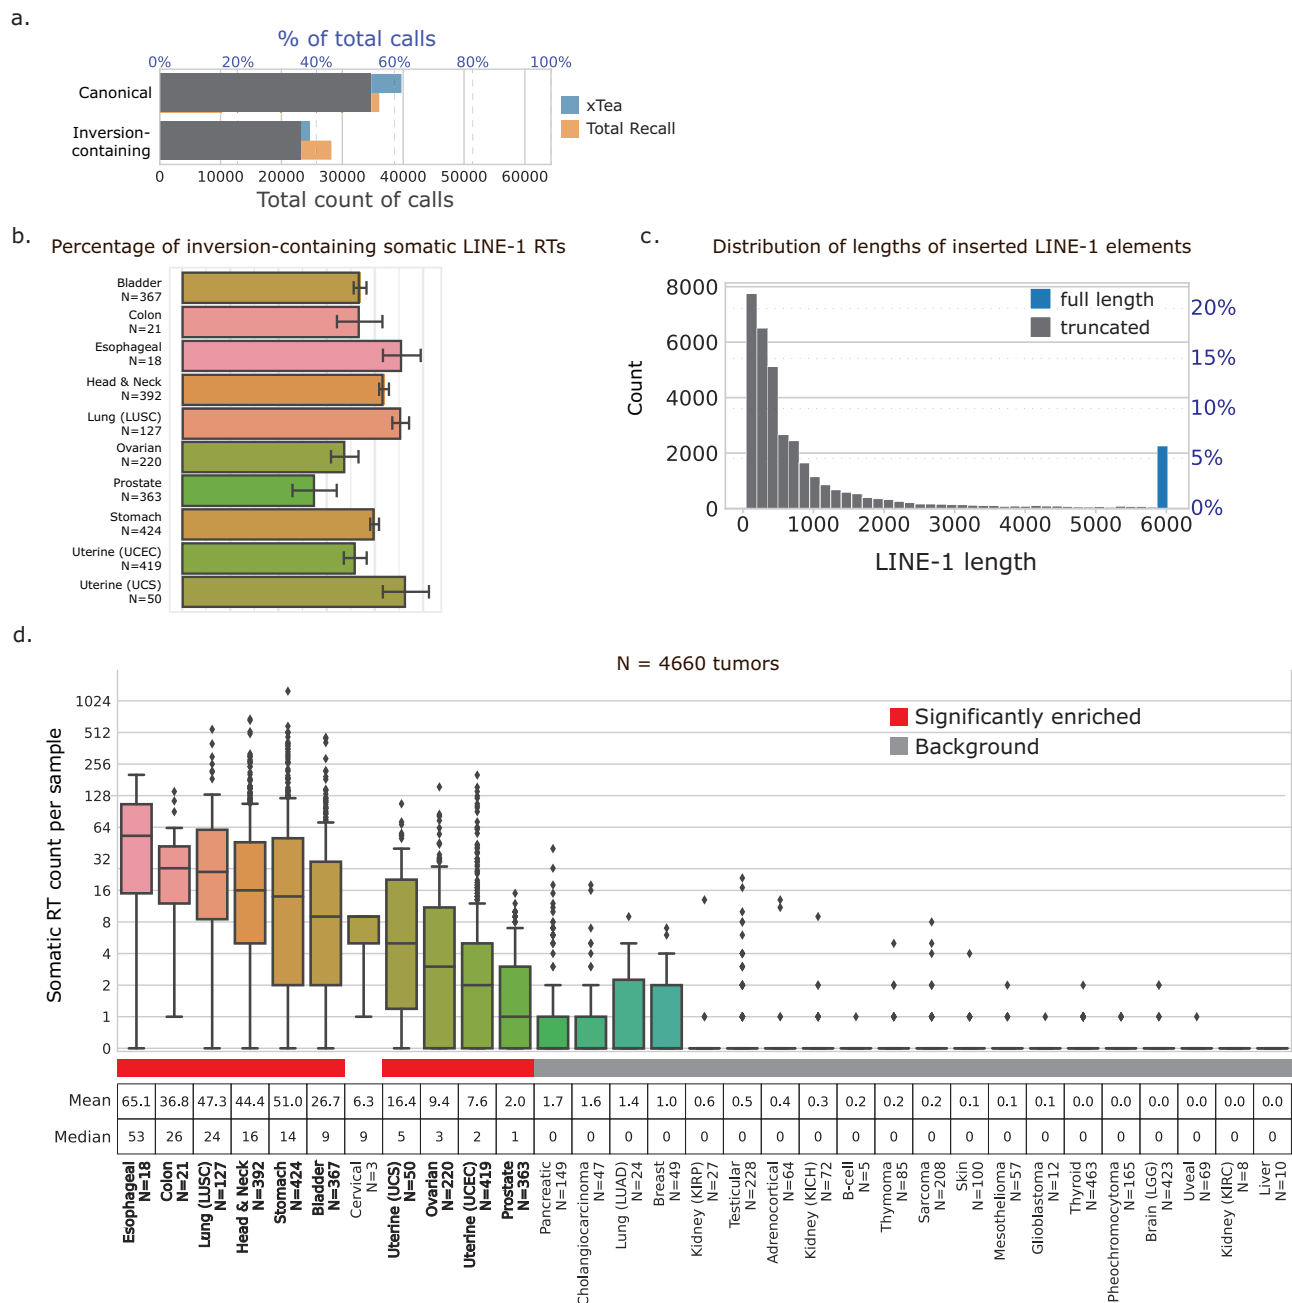 a.
% of total calls
0% 20% 40% 60% 80% 100%
Canonical
Inversion-
containing
xTea
Total Recall
0 10000 20000 30000 40000 50000 60000
Total count of calls
b.
Percentage of inversion-containing somatic LINE-1 RTs
Bladder
N=367
Colon
N=21
Esophageal
N=18
Head & Neck
N=392
Lung (LUSC)
N=127
Ovarian
N=220
Prostate
N=363
Stomach
N=424
Uterine (UCEC)
N=419
Uterine (UCS)
N=50
c.
Distribution of lengths of inserted LINE-1 elements
full length
truncated
Count
8000
6000
4000
2000
0
20%
15%
10%
5%
0%
0 1000 2000 3000 4000 5000 6000
LINE-1 length
d.
N = 4660 tumors
Significantly enriched
Background
Somatic RT count per sample
1024
512
256
128
64
32
16
8
4
2
1
0
Mean 65.1 36.8 47.3 44.4 51.0 26.7 6.3 16.4 9.4 7.6 2.0 1.7 1.6 1.4 1.0 0.6 0.5 0.4 0.3 0.2 0.2 0.2 0.1 0.1 0.1 0.0 0.0 0.0 0.0 0.0 0.0
Median 53 26 24 16 14 9 9 5 3 2 1 0 0 0 0 0 0 0 0 0 0 0 0 0 0 0 0 0 0 0 0
Esophageal
N=18
Colon
N=21
Lung (LUSC)
N=127
Head & Neck
N=392
Stomach
N=424
Bladder
N=367
Cervical
N=3
Uterine (UCS)
N=50
Ovarian
N=220
Uterine (UCEC)
N=419
Prostate
N=363
Pancreatic
N=149
Cholangiocarcinoma
N=47
Lung (LUAD)
N=24
Breast
N=49
Kidney (KIRP)
N=27
Testicular
N=228
Adrenocortical
N=64
Kidney (KICH)
N=72
B-cell
N=5
Thymoma
N=85
Sarcoma
N=208
Skin
N=100
Mesothelioma
N=57
Glioblastoma
N=12
Thyroid
N=463
Pheochromocytoma
N=165
Brain (LGG)
N=423
Uveal
N=69
Kidney (KIRC)
N=8
Liver
N=10